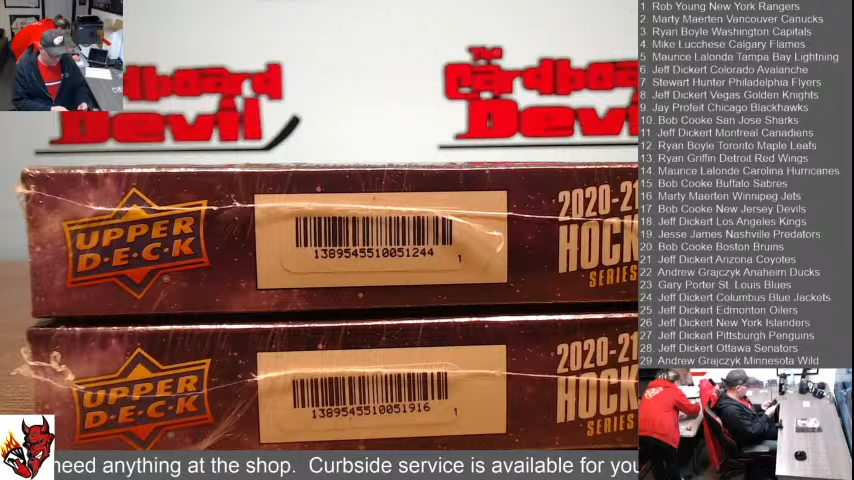 The
Cardboard
Devil
UPPER
D·E·C·K
1389545510051244
1
2020-21
HOCK
SERIES
UPPER
D·E·C·K
1389545510051916
1
2020-21
HOCK
SERIES
need anything at the shop.  Curbside service is available for you
1 Rob Young New York Rangers
2. Marty Maerten Vancouver Canucks
3. Ryan Boyle Washington Capitals
4 Mike Lucchese Calgary Flames
5. Maurice Lalonde Tampa Bay Lightning
6. Jeff Dickert Colorado Avalanche
7 Stewart Hunter Philadelphia Flyers
8. Jeff Dickert Vegas Golden Knights
9 Jay Profeit Chicago Blackhawks
10. Bob Cooke San Jose Sharks
11 Jeff Dickert Montreal Canadiens
12. Ryan Boyle Toronto Maple Leafs
13. Ryan Griffin Detroit Red Wings
14 Maurice Lalonde Carolina Hurricanes
15 Bob Cooke Buffalo Sabres
16 Marty Maerten Winnipeg Jets
17 Bob Cooke New Jersey Devils
18. Jeff Dickert Los Angeles Kings
19 Jesse James Nashville Predators
20. Bob Cooke Boston Bruins
21 Jeff Dickert Arizona Coyotes
22 Andrew Grajczyk Anaheim Ducks
23 Gary Porter St. Louis Blues
24 Jeff Dickert Columbus Blue Jackets
25 Jeff Dickert Edmonton Oilers
26 Jeff Dickert New York Islanders
27 Jeff Dickert Pittsburgh Penguins
28. Jeff Dickert Ottawa Senators
29 Andrew Grajczyk Minnesota Wild